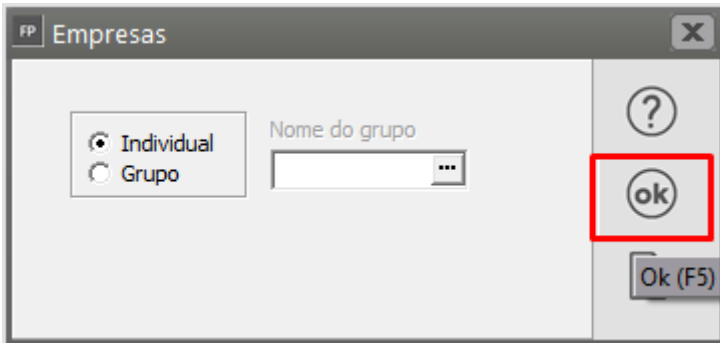 FP Empresas
Individual
Grupo
Nome do grupo
...
?
ok
Ok (F5)